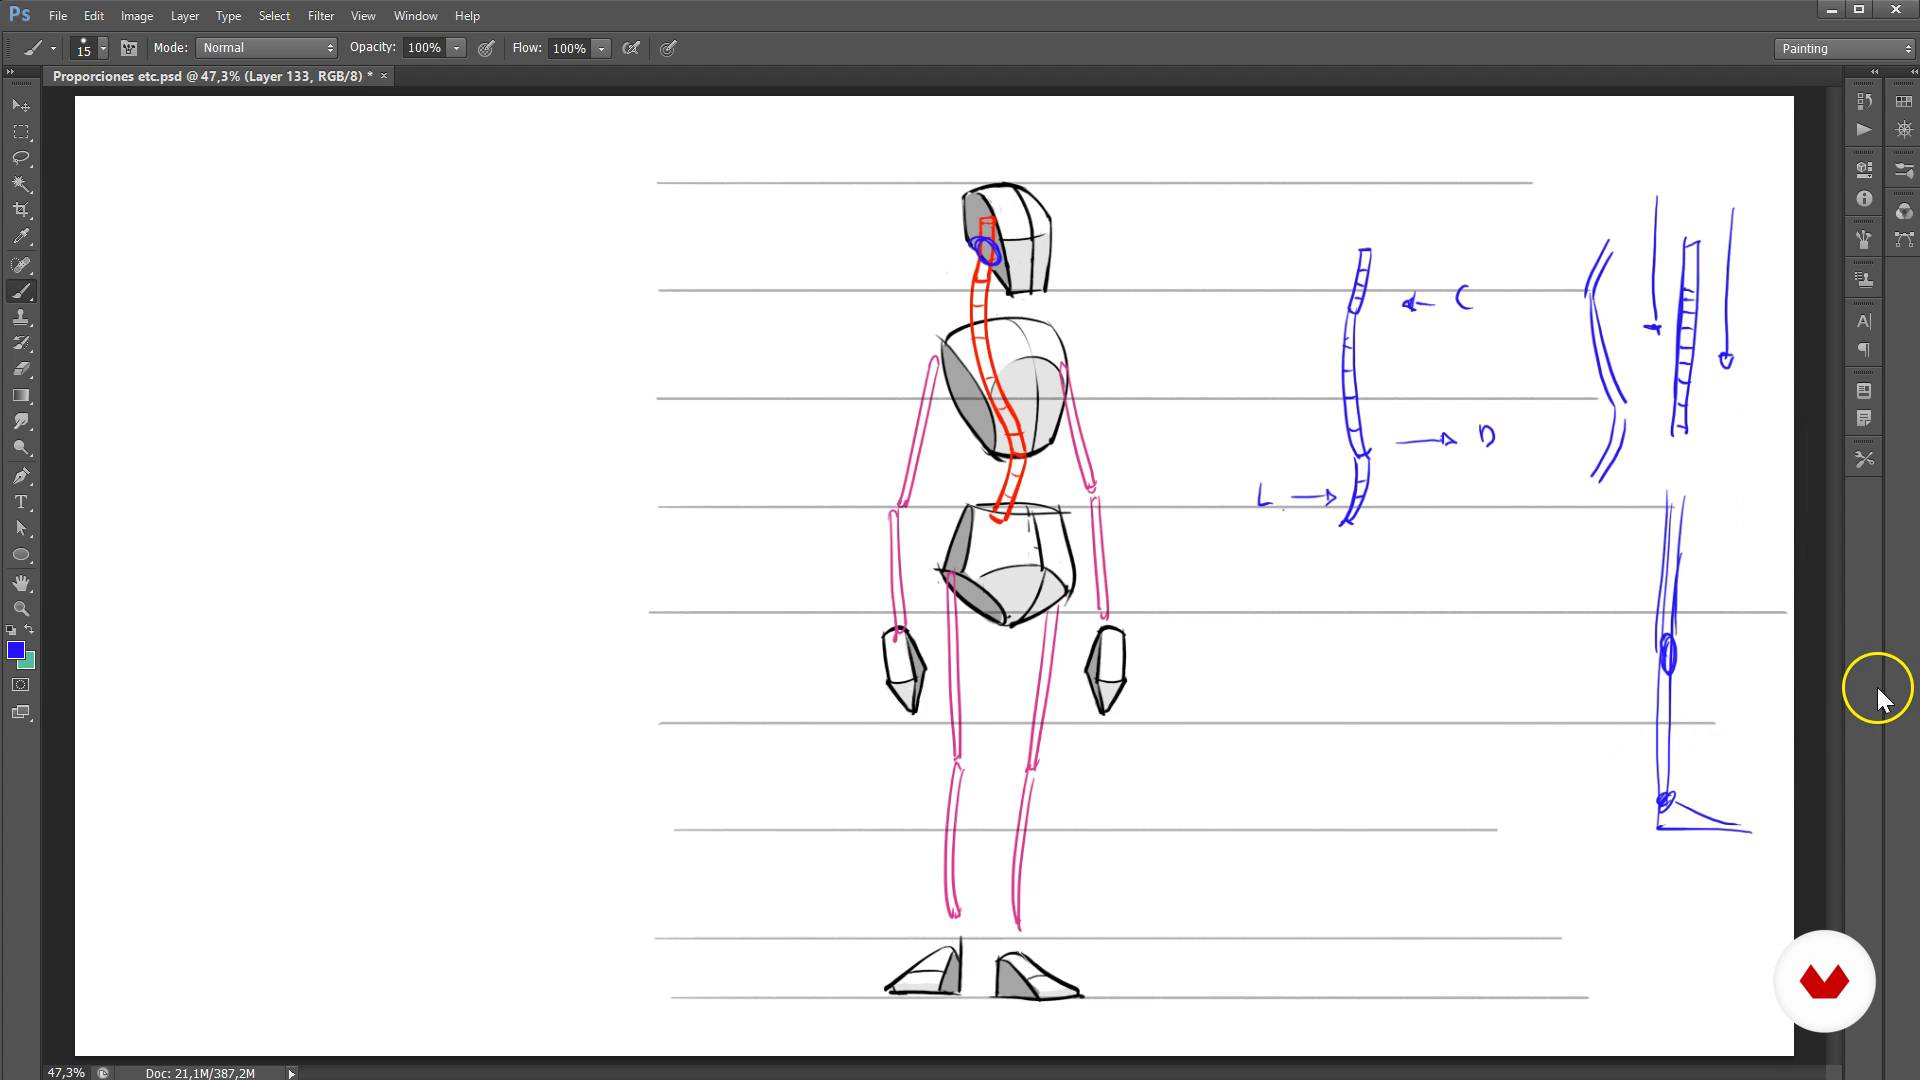 Ps File Edit Image Layer Type Select Filter View Window Help
15 Mode: Normal Opacity: 100% Flow: 100% Painting
Proporciones etc.psd @ 47,3% (Layer 133, RGB/8) * ×
C
D
L
47,3% Doc: 21,1M/387,2M